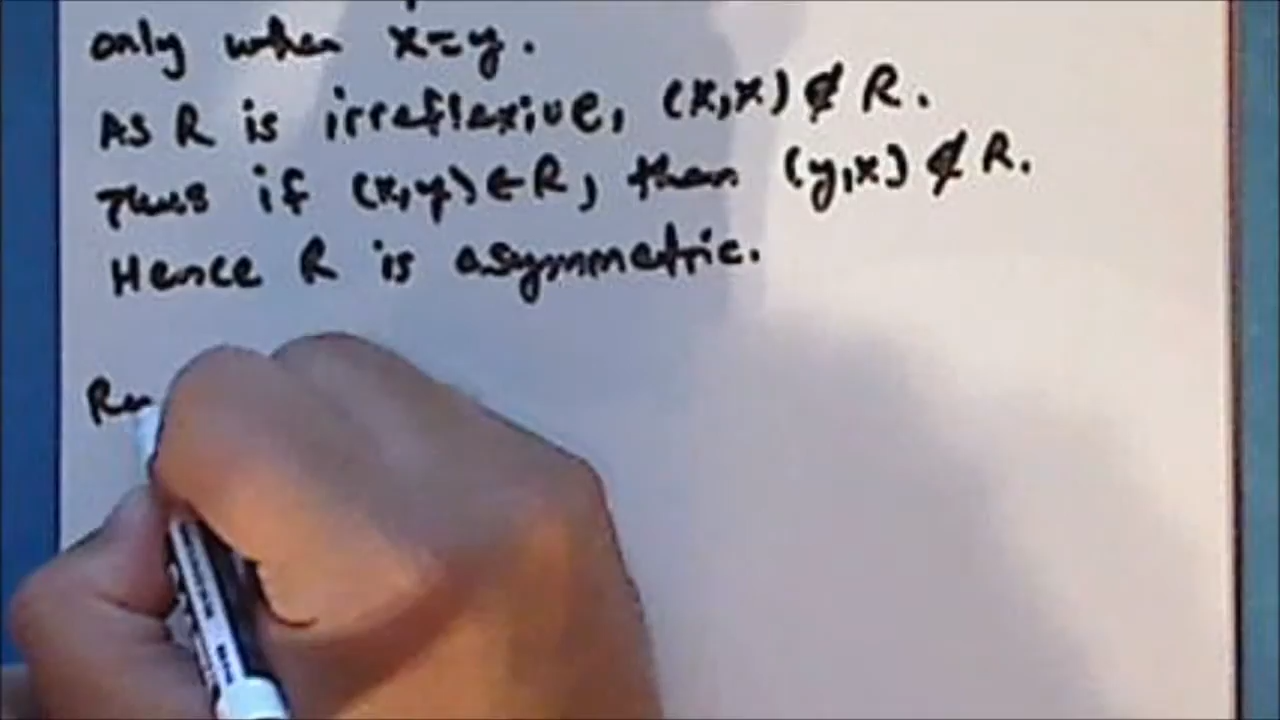 only when x=y.
As R is irreflexive, (x,x) ∉ R.
Thus if (x,y) ∈ R, then (y,x) ∉ R.
Hence R is asymmetric.